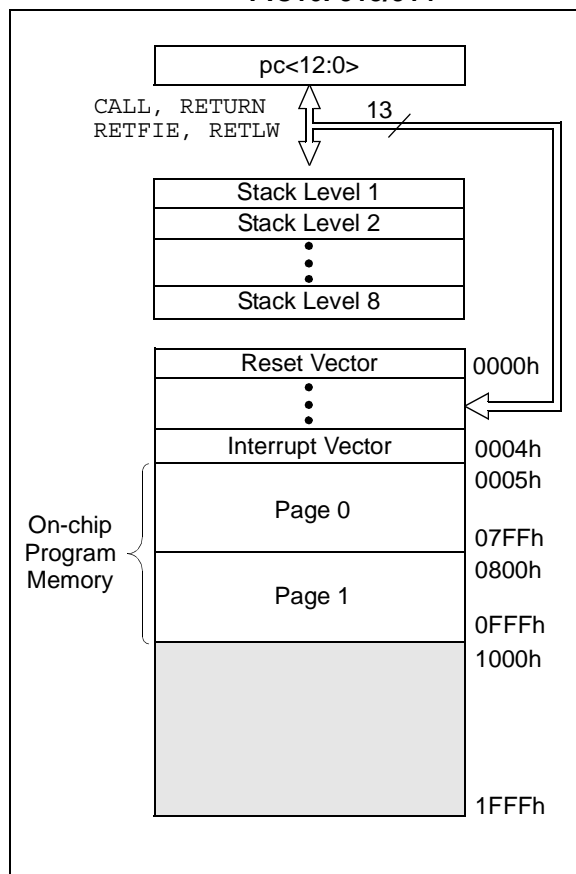 pc<12:0>
CALL, RETURN
RETFIE, RETLW
13
Stack Level 1
Stack Level 2
Stack Level 8
Reset Vector
0000h
Interrupt Vector
0004h
0005h
On-chip
Program
Memory
Page 0
07FFh
0800h
Page 1
0FFFh
1000h
1FFFh